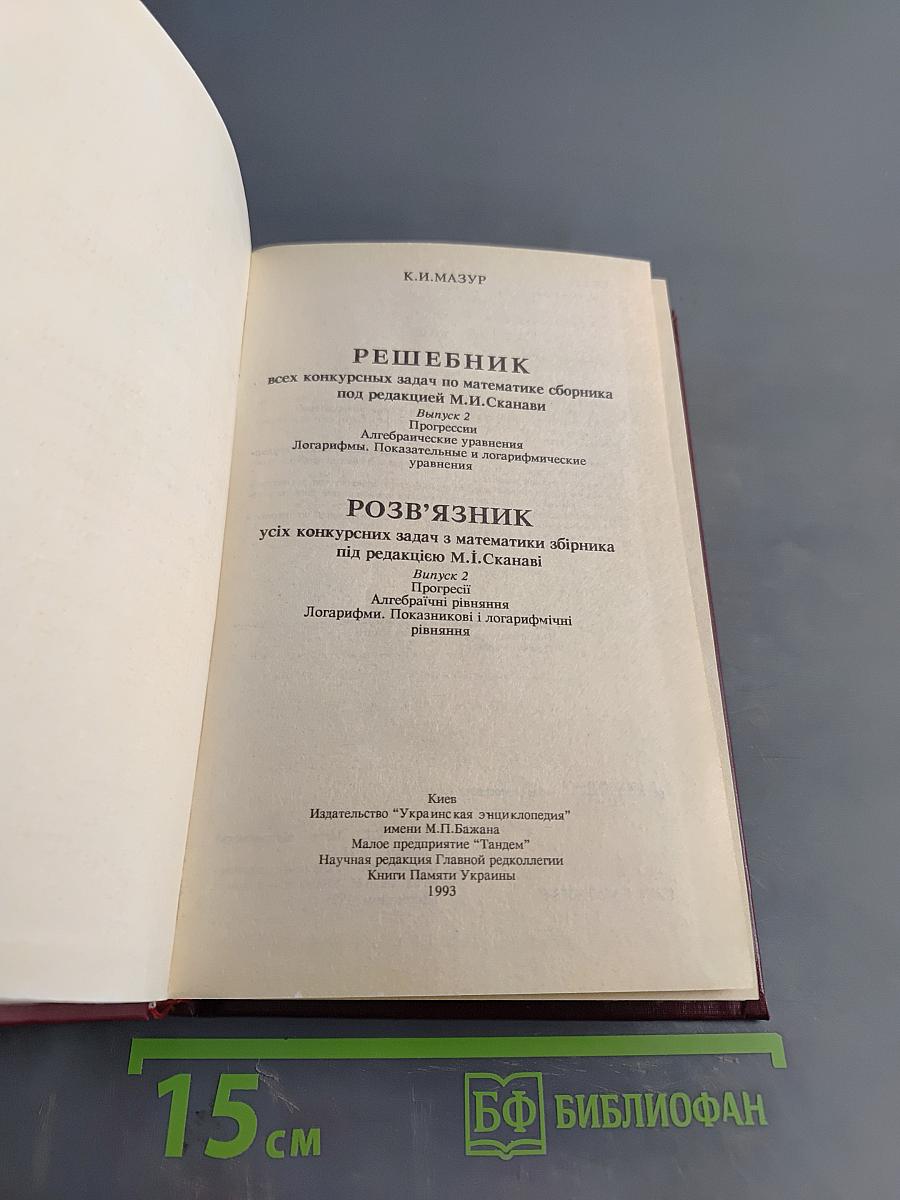 К.И.МАЗУР
РЕШЕБНИК
всех конкурсных задач по математике сборника
под редакцией М.И.Сканави
Выпуск 2
Прогрессии
Алгебраические уравнения
Логарифмы. Показательные и логарифмические
уравнения
РОЗВ’ЯЗНИК
усіх конкурсних задач з математики збірника
під редакцією М.І.Сканаві
Випуск 2
Прогресії
Алгебраїчні рівняння
Логарифми. Показникові і логарифмічні
рівняння
Киев
Издательство “Украинская энциклопедия”
имени М.П.Бажана
Малое предприятие “Тандем”
Научная редакция Главной редколлегии
Книги Памяти Украины
1993
15 см
БФ БИБЛИОФАН